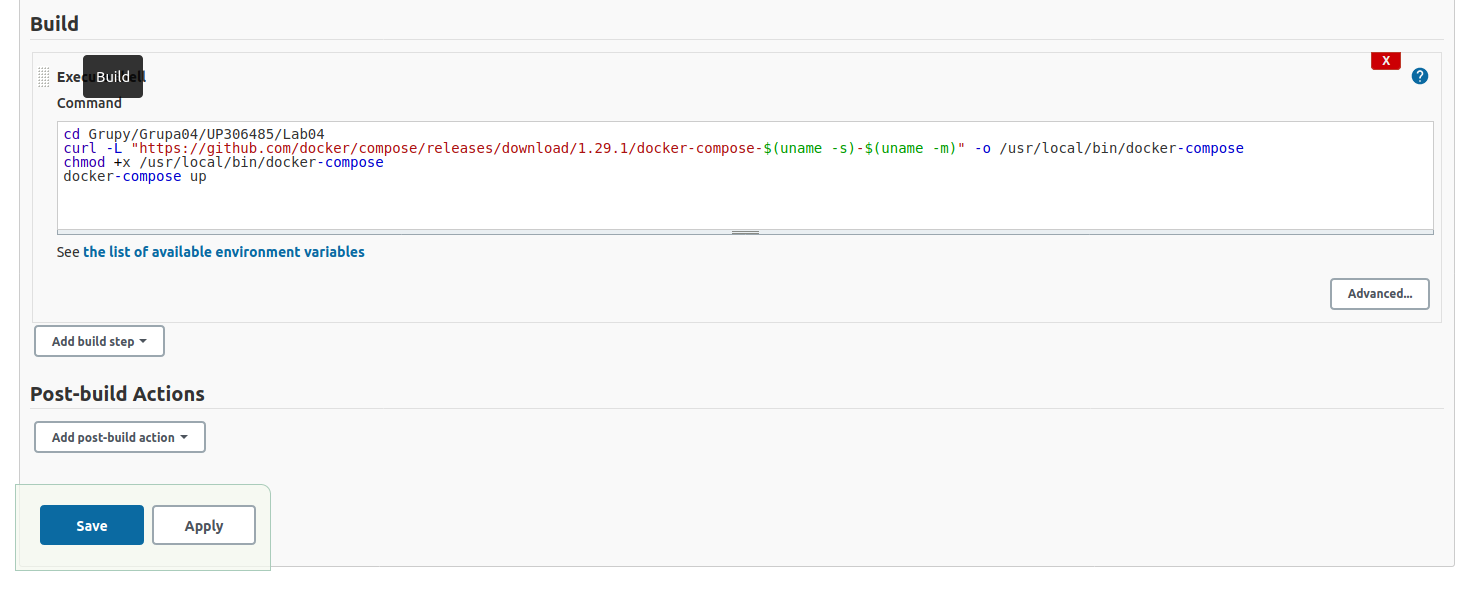 Build
X
Exec
Build
?
Command
cd Grupy/Grupa04/UP306485/Lab04
curl -L "https://github.com/docker/compose/releases/download/1.29.1/docker-compose-$(uname -s)-$(uname -m)" -o /usr/local/bin/docker-compose
chmod +x /usr/local/bin/docker-compose
docker-compose up
See the list of available environment variables
Advanced...
Add build step
Post-build Actions
Add post-build action
Save
Apply